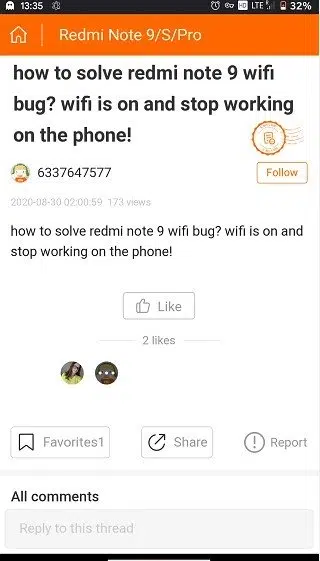 13:35 HD LTE 32%
Redmi Note 9/S/Pro
how to solve redmi note 9 wifi
bug? wifi is on and stop working
on the phone!
6337647577
Follow
2020-08-30 02:00:59 173 views
how to solve redmi note 9 wifi bug? wifi is on and
stop working on the phone!
Like
2 likes
Favorites1 Share Report
All comments
Reply to this thread